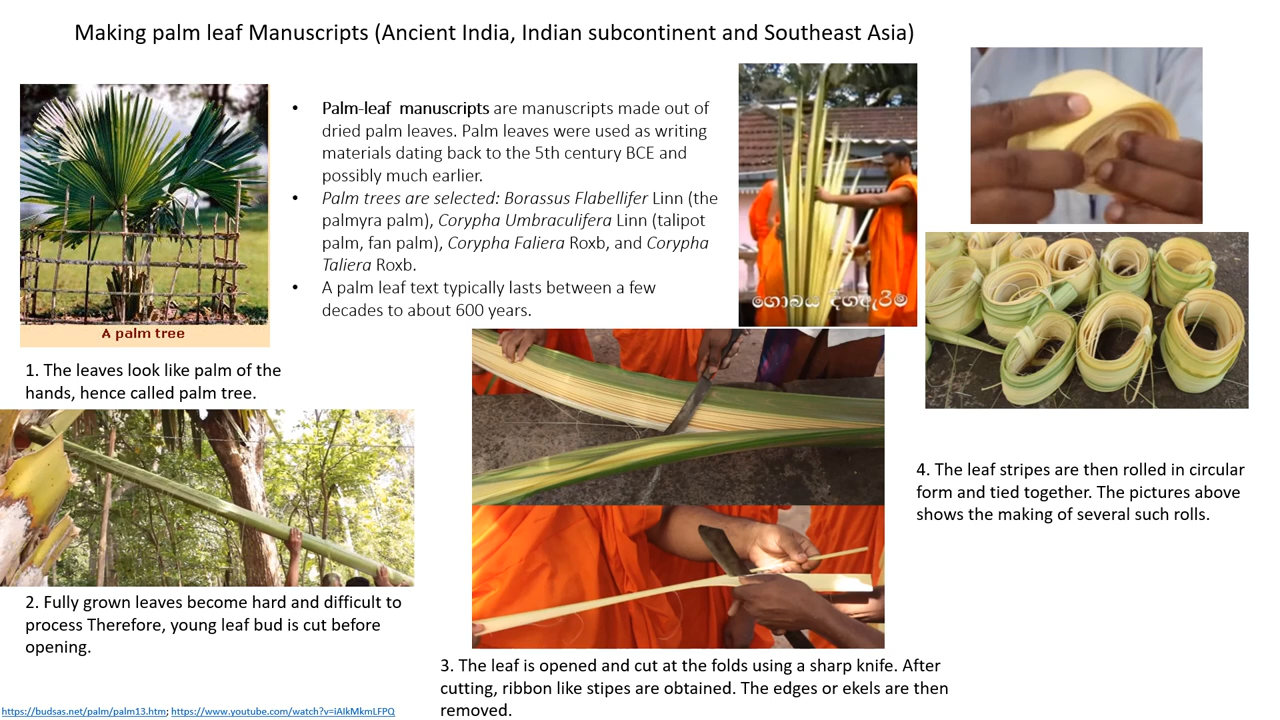 Making palm leaf Manuscripts (Ancient India, Indian subcontinent and Southeast Asia)
• Palm-leaf manuscripts are manuscripts made out of
dried palm leaves. Palm leaves were used as writing
materials dating back to the 5th century BCE and
possibly much earlier.
• Palm trees are selected: Borassus Flabellifer Linn (the
palmyra palm), Corypha Umbraculifera Linn (talipot
palm, fan palm), Corypha Faliera Roxb, and Corypha
Taliera Roxb.
• A palm leaf text typically lasts between a few
decades to about 600 years.
ගොබය දිගඇරීම
A palm tree
1. The leaves look like palm of the
hands, hence called palm tree.
2. Fully grown leaves become hard and difficult to
process Therefore, young leaf bud is cut before
opening.
3. The leaf is opened and cut at the folds using a sharp knife. After
cutting, ribbon like stipes are obtained. The edges or ekels are then
removed.
4. The leaf stripes are then rolled in circular
form and tied together. The pictures above
shows the making of several such rolls.
https://budsas.net/palm/palm13.htm; https://www.youtube.com/watch?v=iAIkMkmLFPQ